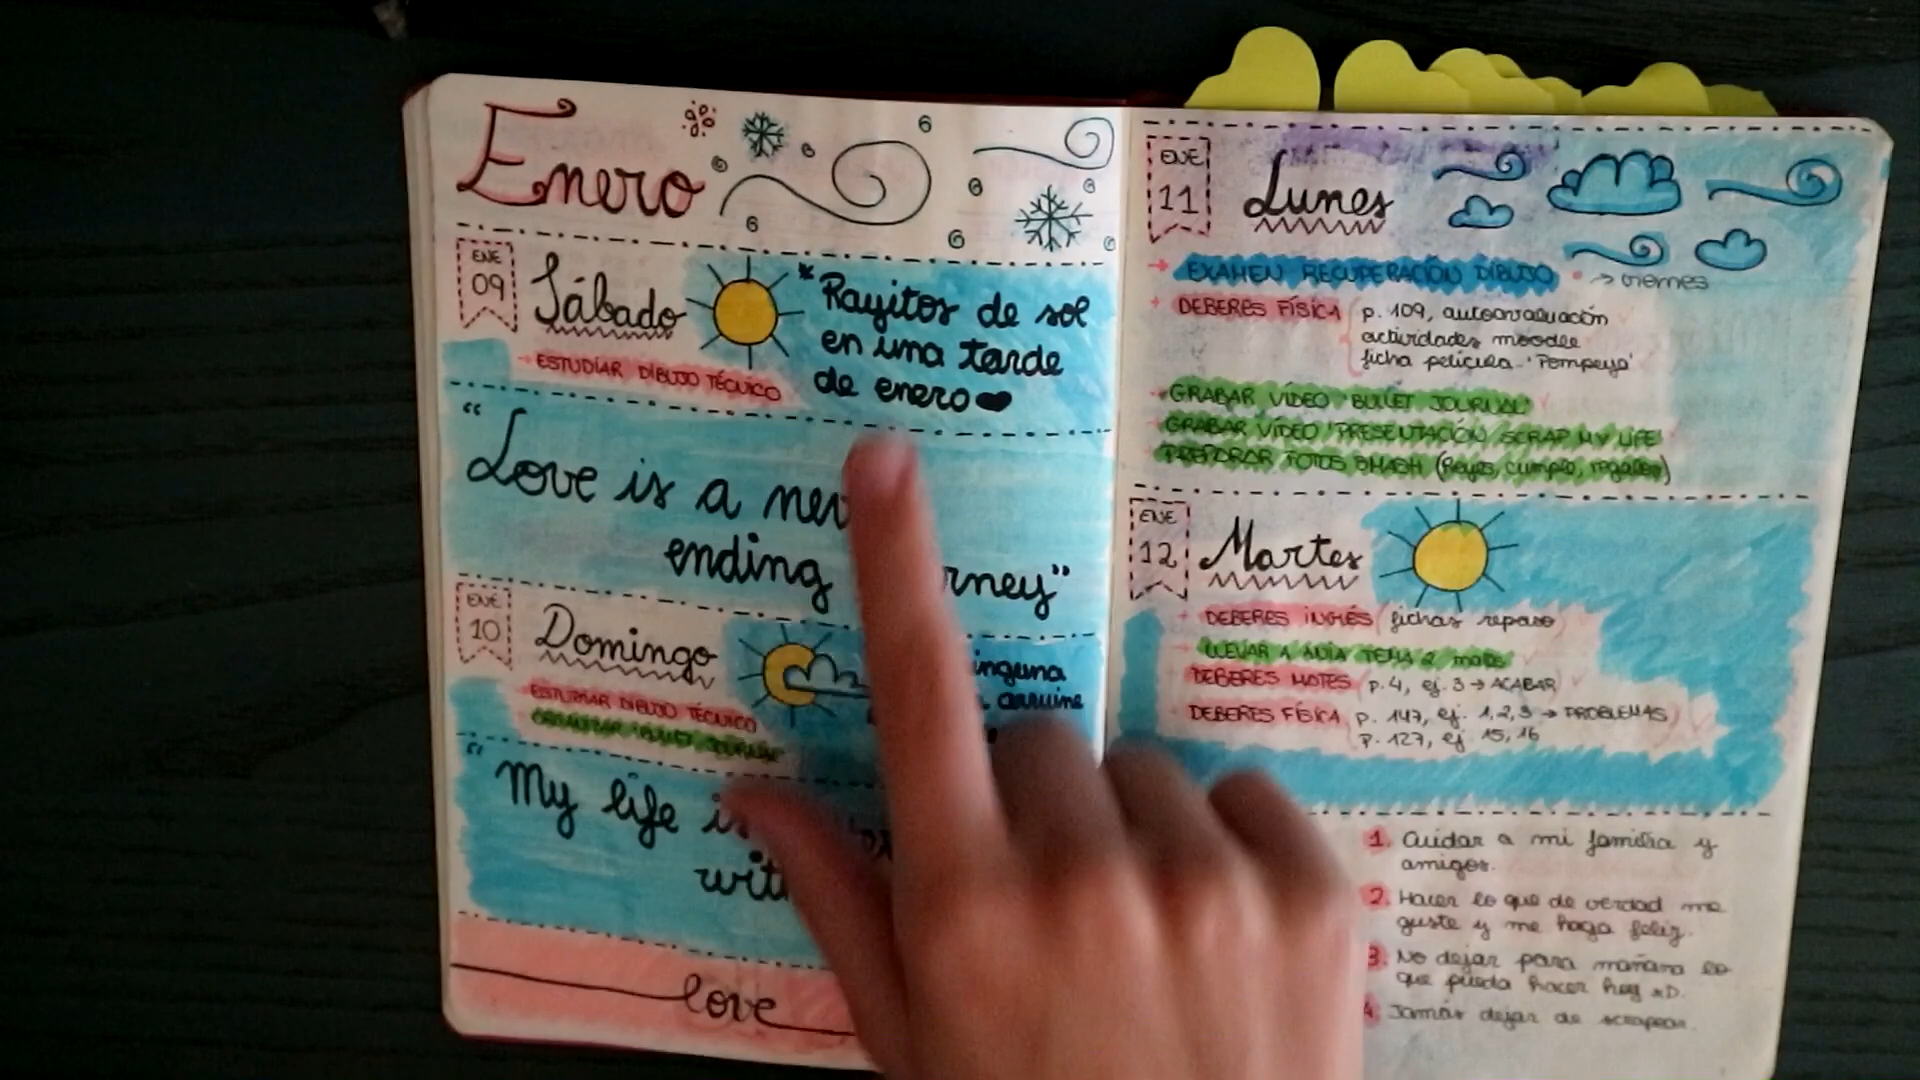 Enero
ENE
09
Sábado
* Rayitos de sol
en una tarde
de enero
ESTUDIAR DIBUJO TÉCNICO
"Love is a
ending
rney"
ENE
10
Domingo
ESTUDIAR DIBUJO TÉCNICO
ORGANIZAR 'BULLET JOURNAL'
"My life is
love
ENE
11
Lunes
→ EXAMEN RECUPERACIÓN DIBUJO → viernes
DEBERES FÍSICA p. 109, autoevaluación
actividades moodle
ficha película 'Pompeya'
GRABAR VÍDEO 'BULLET JOURNAL'
GRABAR VÍDEO 'PRESENTACIÓN SCRAP MY LIFE'
PREPARAR FOTOS SMASH (Reyes, cumple, regalos)
ENE
12
Martes
DEBERES INGLÉS (fichas repaso)
LLEVAR A TEMA 2 mates
DEBERES MATES (p. 4, ej. 3 → ACABAR)
DEBERES FÍSICA p. 147, ej. 1, 2, 3 → PROBLEMAS
p. 127, ej 15, 16
1. Cuidar a mi familia y
amigos.
2. Hacer lo que de verdad me
guste y me haga feliz.
3. No dejar para mañana lo
que pueda hacer hoy xD.
4. Jamás dejar de scrapear.